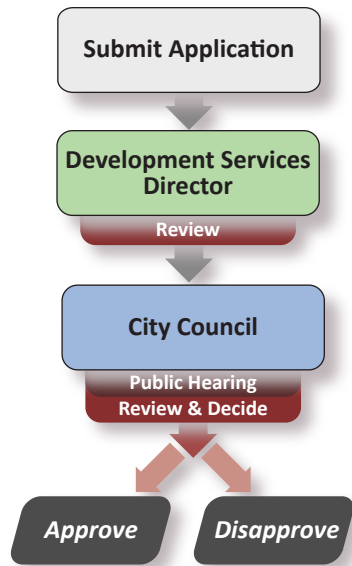 Submit Application
Development Services
Director
Review
City Council
Public Hearing
Review & Decide
Approve
Disapprove